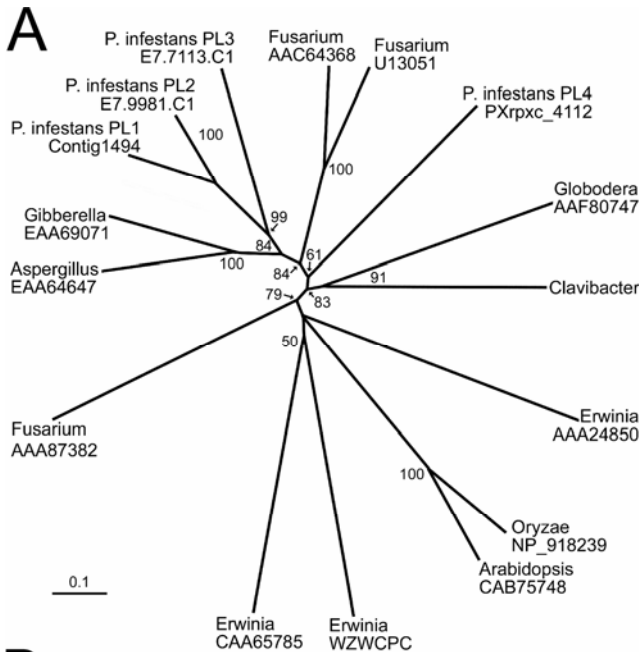 A
P. infestans PL3
E7.7113.C1
Fusarium
AAC64368
Fusarium
U13051
P. infestans PL2
E7.9981.C1
P. infestans PL4
PXrpxc_4112
P. infestans PL1
Contig1494
100
100
Globodera
AAF80747
Gibberella
EAA69071
99
84
61
Aspergillus
EAA64647
100
84
91
Clavibacter
79
83
50
Fusarium
AAA87382
Erwinia
AAA24850
100
Oryzae
NP_918239
Arabidopsis
CAB75748
0.1
Erwinia
CAA65785
Erwinia
WZWCPC